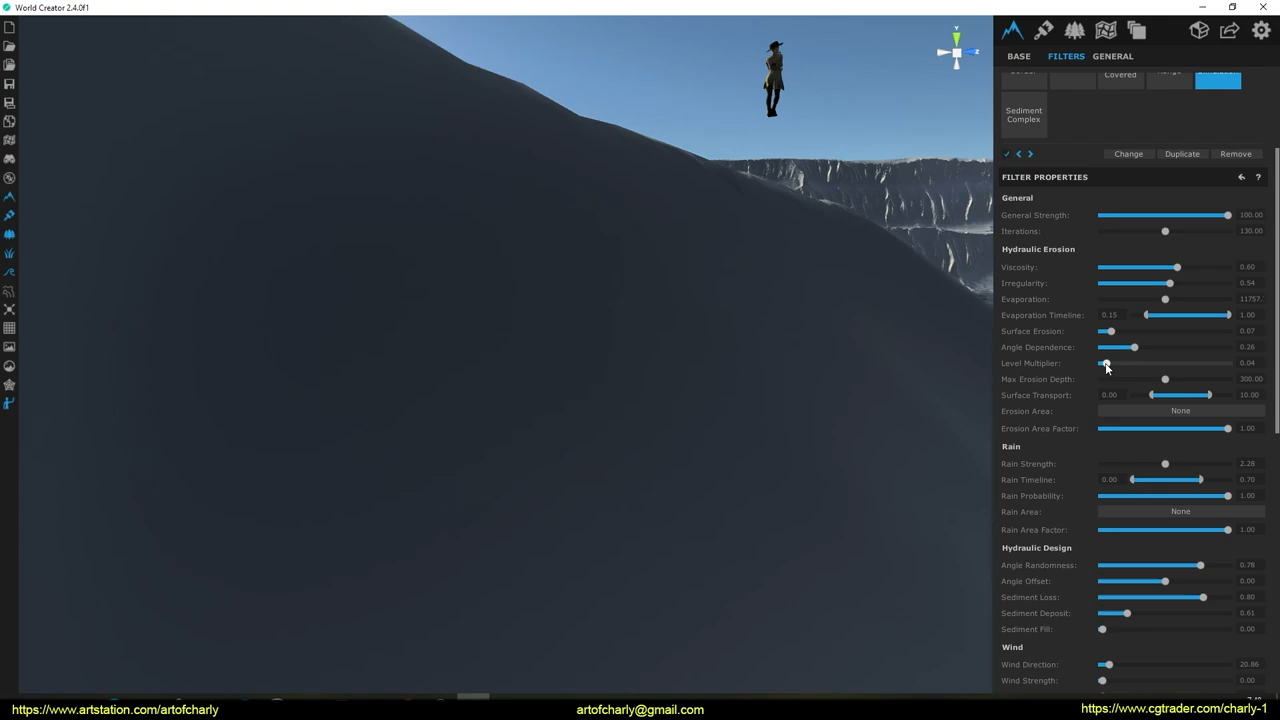 World Creator 2.4.0f1
BASE FILTERS GENERAL
Covered
Sediment
Complex
Change Duplicate Remove
FILTER PROPERTIES ?
General
General Strength: 100.00
Iterations: 130.00
Hydraulic Erosion
Viscosity: 0.60
Irregularity: 0.54
Evaporation: 11757.
Evaporation Timeline: 0.15 1.00
Surface Erosion: 0.07
Angle Dependence: 0.26
Level Multiplier: 0.04
Max Erosion Depth: 300.00
Surface Transport: 0.00 10.00
Erosion Area: None
Erosion Area Factor: 1.00
Rain
Rain Strength: 2.28
Rain Timeline: 0.00 0.70
Rain Probability: 1.00
Rain Area: None
Rain Area Factor: 1.00
Hydraulic Design
Angle Randomness: 0.78
Angle Offset: 0.00
Sediment Loss: 0.80
Sediment Deposit: 0.61
Sediment Fill: 0.00
Wind
Wind Direction: 20.86
Wind Strength: 0.00
https://www.artstation.com/artofcharly artofcharly@gmail.com https://www.cgtrader.com/charly-1